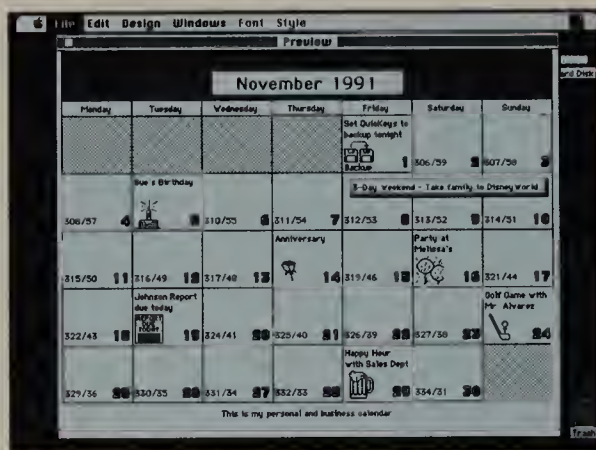 File Edit Design Windows Font Style
Preview
and Disk
November 1991
Monday Tuesday Wednesday Thursday Friday Saturday Sunday
Set QuicKeys to
backup tonight
Backup
1 306/59 2 307/58 3
Sue's Birthday
3-Day Weekend - Take family to Disneyworld
308/57 4 5 310/55 6 311/54 7 312/53 8 313/52 9 314/51 10
Anniversary
Party at
Melissa's
315/50 11 316/49 12 317/48 13 14 319/46 15 16 321/44 17
Johnson Report
due today
REPORT
DUE
TODAY
Golf Game with
Mr. Alvarez
322/43 18 19 324/41 20 325/40 21 326/39 22 327/38 23 24
Happy Hour
with Sales Dept
329/36 25 330/35 26 331/34 27 332/33 28 29 334/31 30
This is my personal and business calendar
Trash